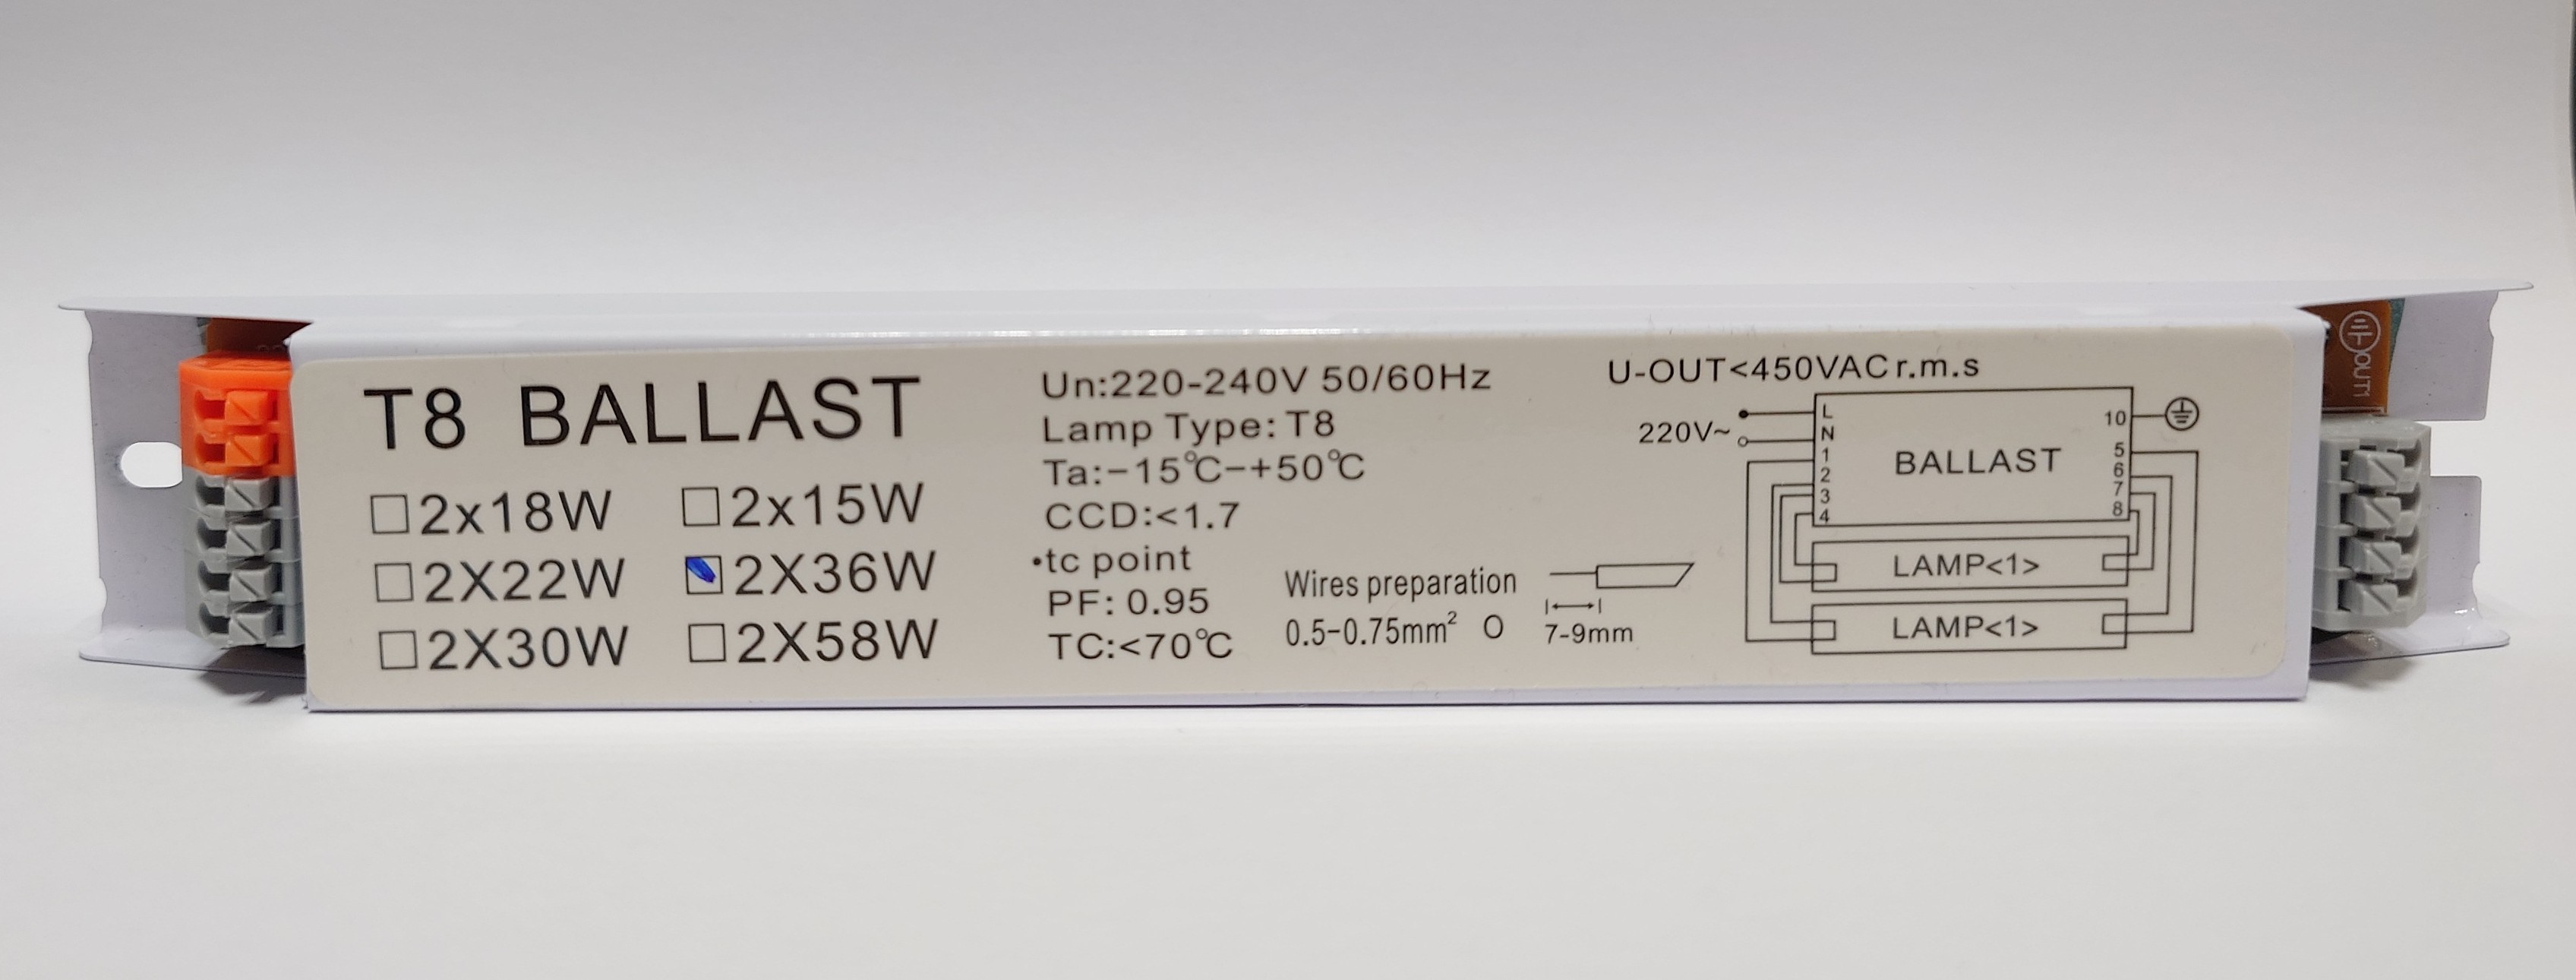 T8 BALLAST
2x18W 2x15W
2X22W 2X36W
2X30W 2X58W
Un:220-240V 50/60Hz
Lamp Type: T8
Ta:-15℃-+50℃
CCD:<1.7
•tc point
PF: 0.95
TC:<70℃
Wires preparation
0.5-0.75mm² O
7-9mm
U-OUT<450VAC r.m.s
220V~
L
N
1
2
3
4
BALLAST
10
5
6
7
8
LAMP<1>
LAMP<1>
OUT1